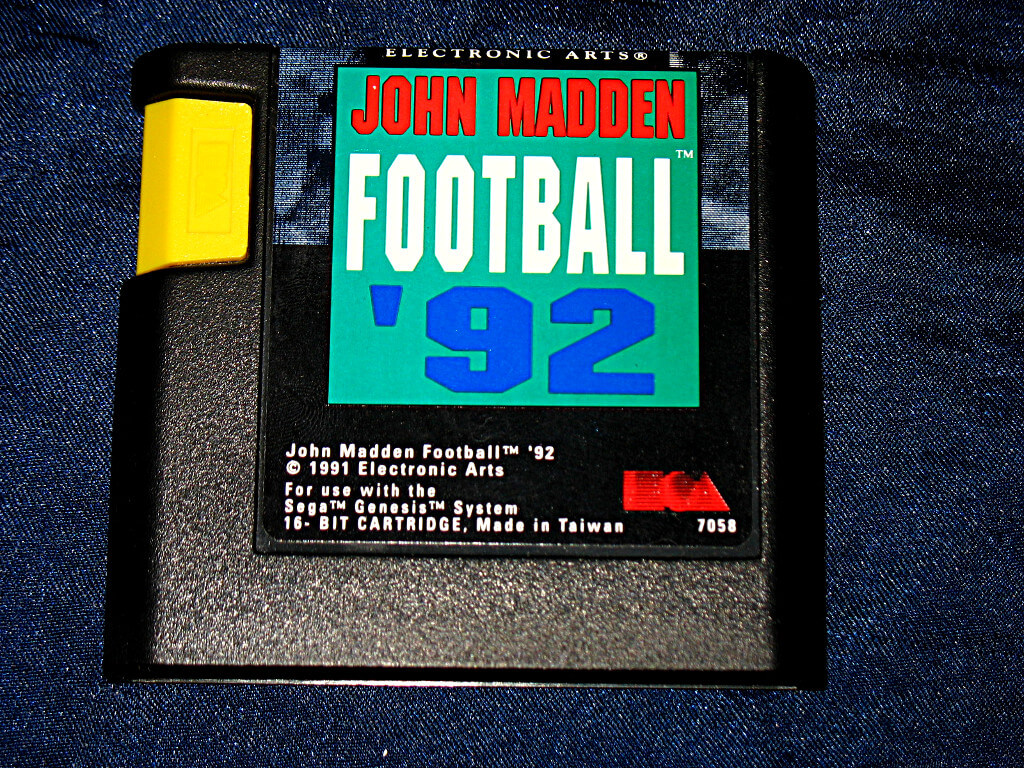 ELECTRONIC ARTS®
JOHN MADDEN
FOOTBALL™
'92
John Madden Football™ '92
© 1991 Electronic Arts
For use with the
Sega™ Genesis™ System
16- BIT CARTRIDGE, Made in Taiwan
EA
7058